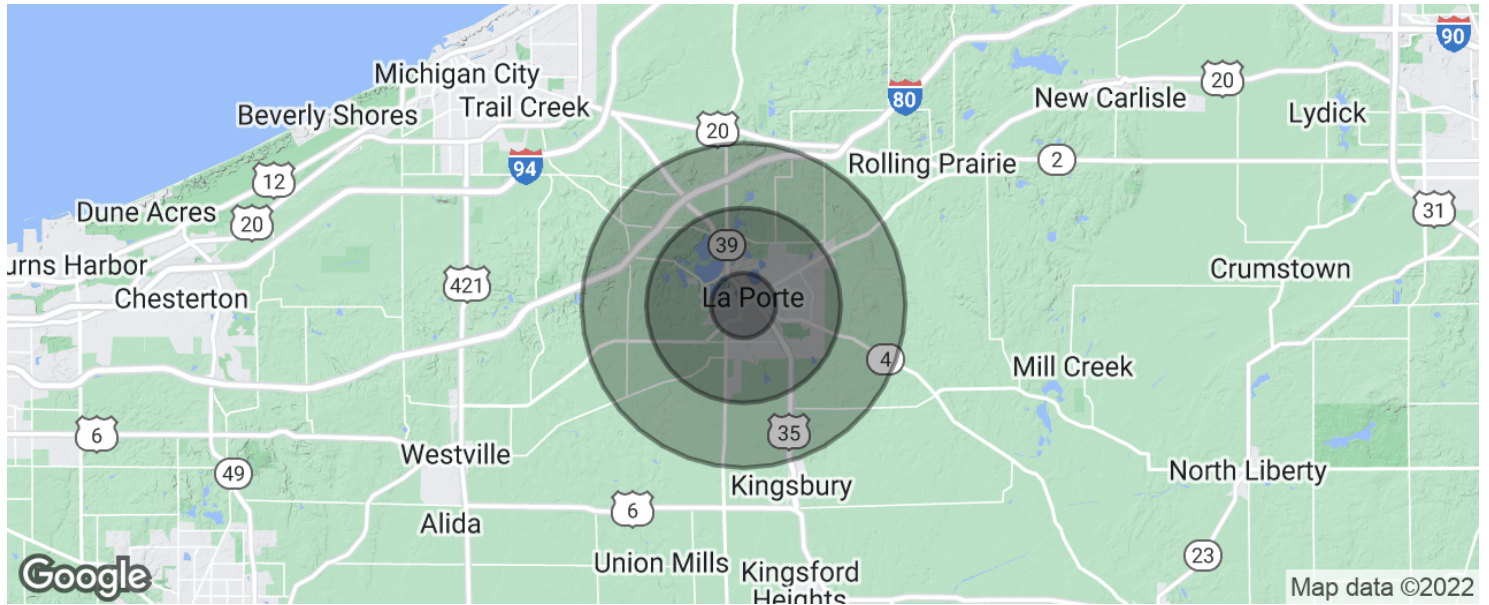 90
Michigan City
20
80
Trail Creek
New Carlisle
Beverly Shores
Lydick
20
94
Rolling Prairie
2
12
Dune Acres
20
31
39
urns Harbor
Crumstown
421
Chesterton
La Porte
4
Mill Creek
6
35
Westville
49
North Liberty
Kingsbury
6
Alida
23
Union Mills
Kingsford
Heights
Google
Map data ©2022